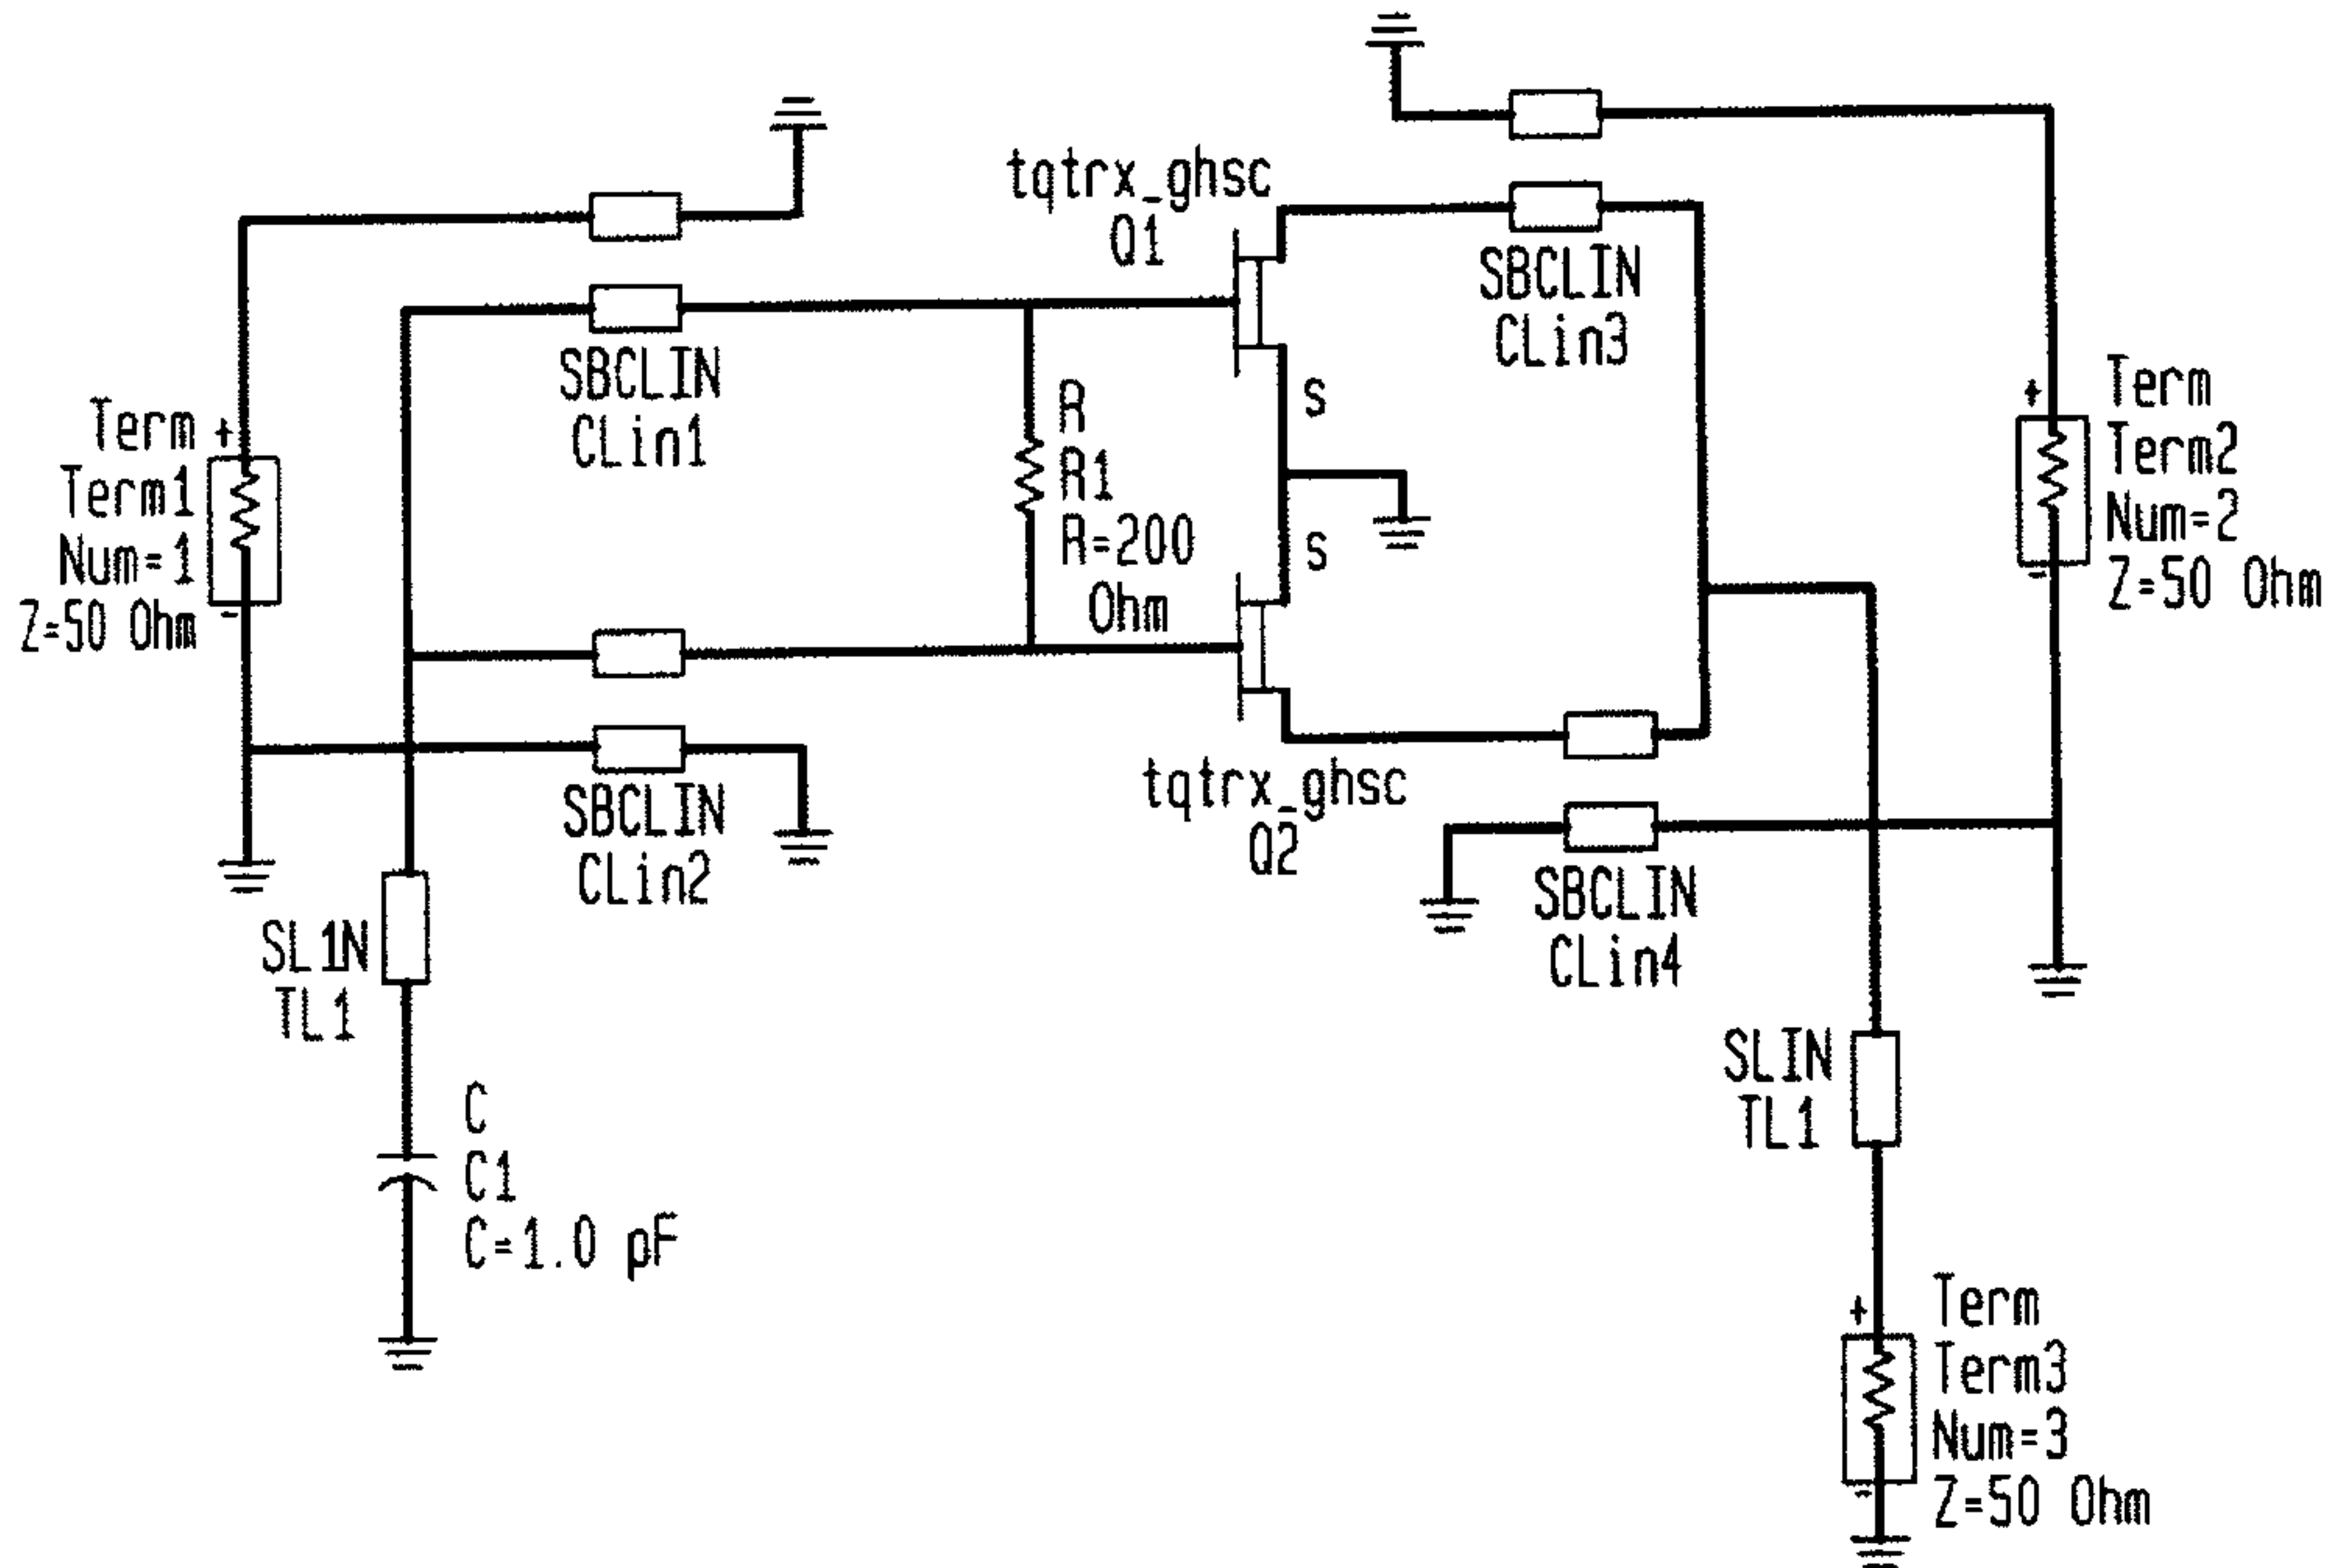 tqtrx_ghsc
Q1
SBCLIN
CLin3
SBCLIN
CLin1
S
R
R1
R=200
Ohm
S
+
Term
Term1
Num=1
Z=50 Ohm
-
+
Term
Term2
Num=2
Z=50 Ohm
-
tqtrx_ghsc
Q2
SBCLIN
CLin2
SBCLIN
CLin4
SL1N
TL1
SLIN
TL1
C
C1
C=1.0 pF
+
Term
Term3
Num=3
Z=50 Ohm
-